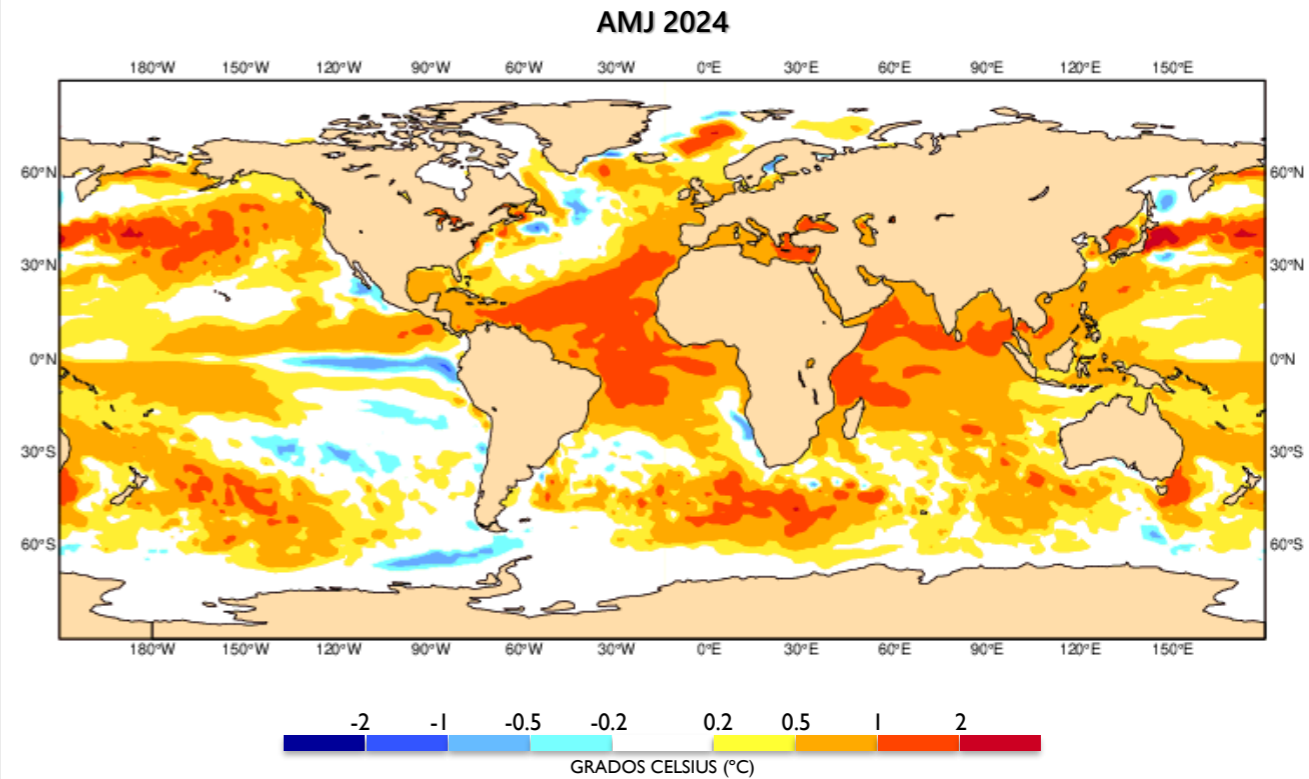 AMJ 2024
180°W 150°W 120°W 90°W 60°W 30°W 0°E 30°E 60°E 90°E 120°E 150°E
60°N 60°N
30°N 30°N
0°N 0°N
30°S 30°S
60°S 60°S
180°W 150°W 120°W 90°W 60°W 30°W 0°E 30°E 60°E 90°E 120°E 150°E
-2 -1 -0.5 -0.2 0.2 0.5 1 2
GRADOS CELSIUS (°C)